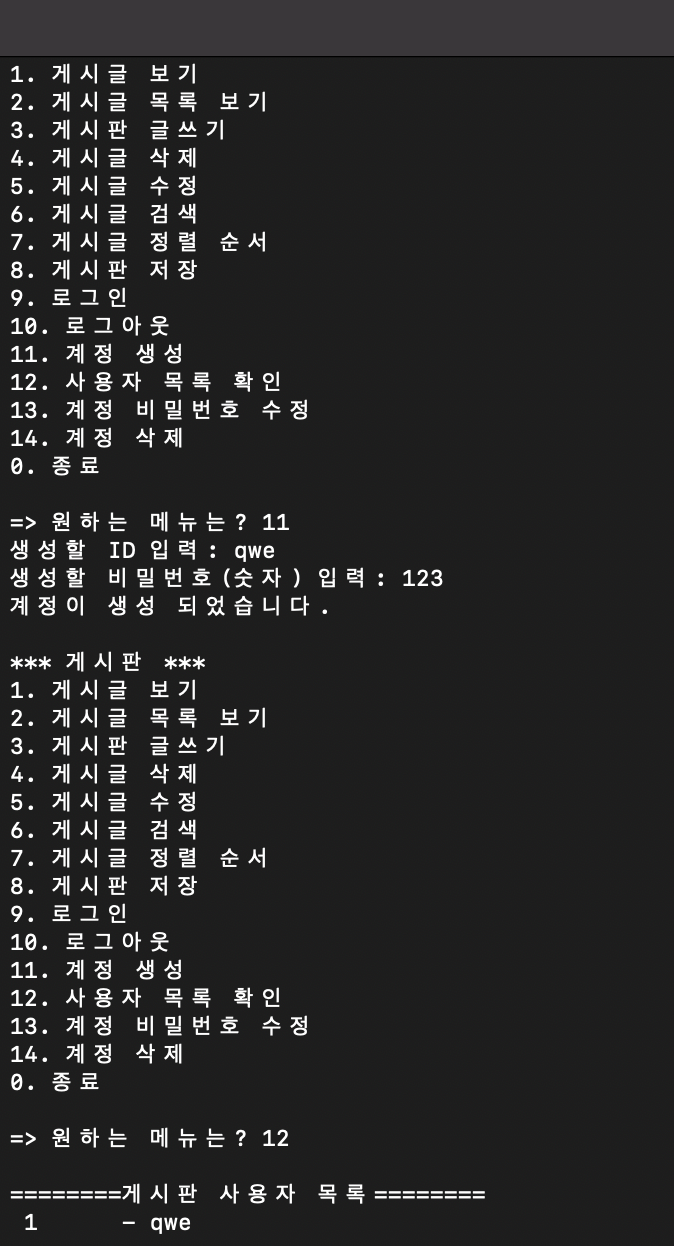 1. 게시글 보기
2. 게시글 목록 보기
3. 게시판 글쓰기
4. 게시글 삭제
5. 게시글 수정
6. 게시글 검색
7. 게시글 정렬 순서
8. 게시판 저장
9. 로그인
10. 로그아웃
11. 계정 생성
12. 사용자 목록 확인
13. 계정 비밀번호 수정
14. 계정 삭제
0. 종료
=> 원하는 메뉴는? 11
생성할 ID 입력: qwe
생성할 비밀번호(숫자) 입력: 123
계정이 생성 되었습니다.
*** 게시판 ***
1. 게시글 보기
2. 게시글 목록 보기
3. 게시판 글쓰기
4. 게시글 삭제
5. 게시글 수정
6. 게시글 검색
7. 게시글 정렬 순서
8. 게시판 저장
9. 로그인
10. 로그아웃
11. 계정 생성
12. 사용자 목록 확인
13. 계정 비밀번호 수정
14. 계정 삭제
0. 종료
=> 원하는 메뉴는? 12
========게시판 사용자 목록========
1 - qwe